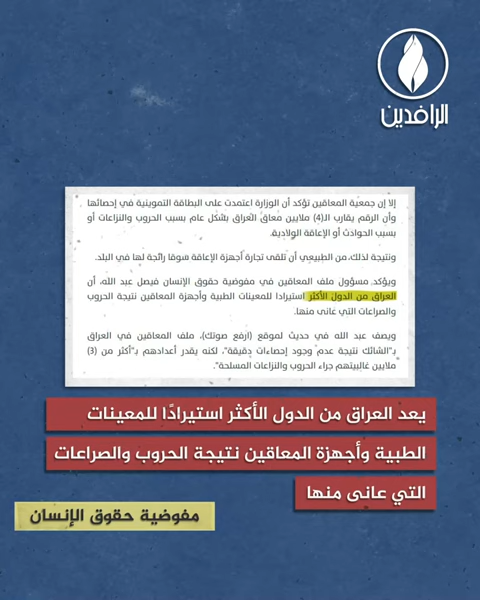 الرافدين
إلا إن جمعية المعاقين تؤكد أن الوزارة اعتمدت على البطاقة التموينية في إحصائها
وأن الرقم يقارب الـ(4) ملايين معاق العراق بشكل عام بسبب الحروب والنزاعات أو
بسبب الحوادث أو الإعاقة الولادية.
ونتيجة لذلك، من الطبيعي أن تلقى تجارة أجهزة الإعاقة سوقا رائجة لها في البلد.
ويؤكد مسؤول ملف المعاقين في مفوضية حقوق الإنسان فيصل عبد الله، أن
العراق من الدول الأكثر استيرادا للمعينات الطبية وأجهزة المعاقين نتيجة الحروب
والصراعات التي عانى منها.
ويصف عبد الله في حديث لموقع (ارفع صوتك)، ملف المعاقين في العراق
بـ"الشائك نتيجة عدم وجود إحصاءات دقيقة"، لكنه يقدر أعدادهم بـ"أكثر من (3)
ملايين غالبيتهم جراء الحروب والنزاعات المسلحة".
يعد العراق من الدول الأكثر استيرادًا للمعينات
الطبية وأجهزة المعاقين نتيجة الحروب والصراعات
التي عانى منها
مفوضية حقوق الإنسان